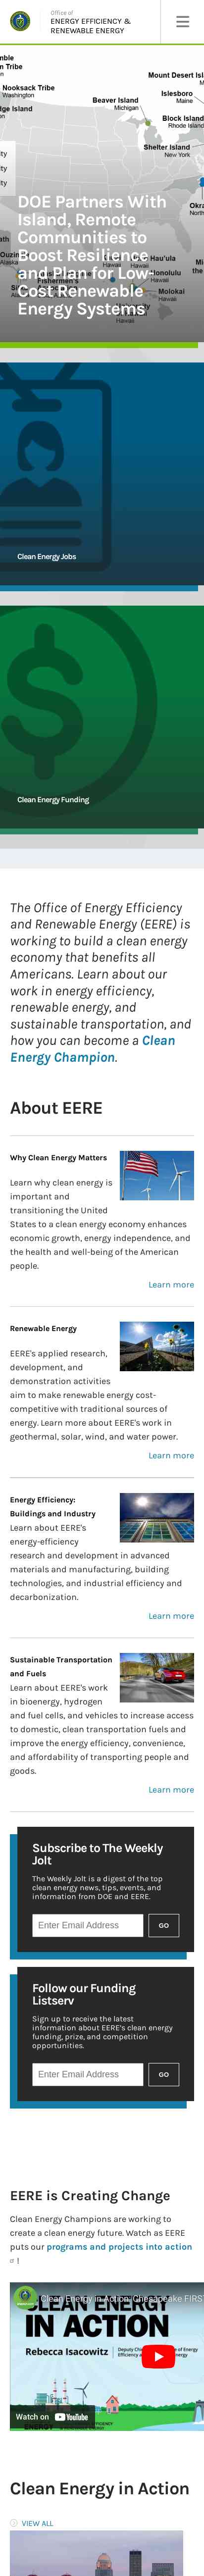 Office of
ENERGY EFFICIENCY &
RENEWABLE ENERGY
Nooksack Tribe
Washington
Beaver Island
Michigan
Mount Desert
Islesboro
Maine
Block Island
Rhode Island
Shelter Island
New York
Alaska
Hawaii
Hau'ula
Hawaii
Honolulu
Hawaii
Molokai
Hawaii
Hawaii
DOE Partners With
Island, Remote
Communities to
Boost Resilience
and Plan for Low-
Cost Renewable
Energy Systems
Clean Energy Jobs
Clean Energy Funding
The Office of Energy Efficiency
and Renewable Energy (EERE) is
working to build a clean energy
economy that benefits all
Americans. Learn about our
work in energy efficiency,
renewable energy, and
sustainable transportation, and
how you can become a Clean
Energy Champion.
About EERE
Why Clean Energy Matters
Learn why clean energy is
important and
transitioning the United
States to a clean energy economy enhances
economic growth, energy independence, and
the health and well-being of the American
people.
Learn more
Renewable Energy
EERE's applied research,
development, and
demonstration activities
aim to make renewable energy cost-
competitive with traditional sources of
energy. Learn more about EERE's work in
geothermal, solar, wind, and water power.
Learn more
Energy Efficiency:
Buildings and Industry
Learn about EERE's
energy-efficiency
research and development in advanced
materials and manufacturing, building
technologies, and industrial efficiency and
decarbonization.
Learn more
Sustainable Transportation
and Fuels
Learn about EERE's work
in bioenergy, hydrogen
and fuel cells, and vehicles to increase access
to domestic, clean transportation fuels and
improve the energy efficiency, convenience,
and affordability of transporting people and
goods.
Learn more
Subscribe to The Weekly
Jolt
The Weekly Jolt is a digest of the top
clean energy news, tips, events, and
information from DOE and EERE.
Enter Email Address
GO
Follow our Funding
Listserv
Sign up to receive the latest
information about EERE's clean energy
funding, prize, and competition
opportunities.
Enter Email Address
GO
EERE is Creating Change
Clean Energy Champions are working to
create a clean energy future. Watch as EERE
puts our programs and projects into action
!
Clean Energy in Action: Chesapeake FIRS
CLEAN ENERGY
IN ACTION
Rebecca Isacowitz
Watch on YouTube
Clean Energy in Action
VIEW ALL